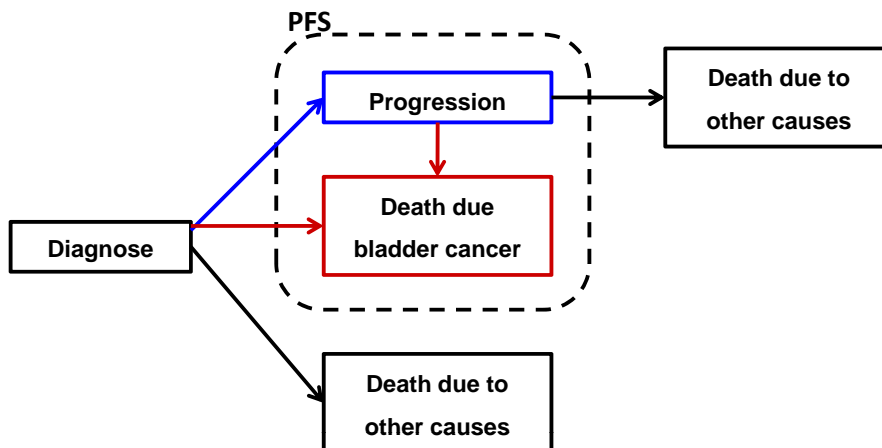 PFS
Progression
Death due to
other causes
Death due
bladder cancer
Diagnose
Death due to
other causes